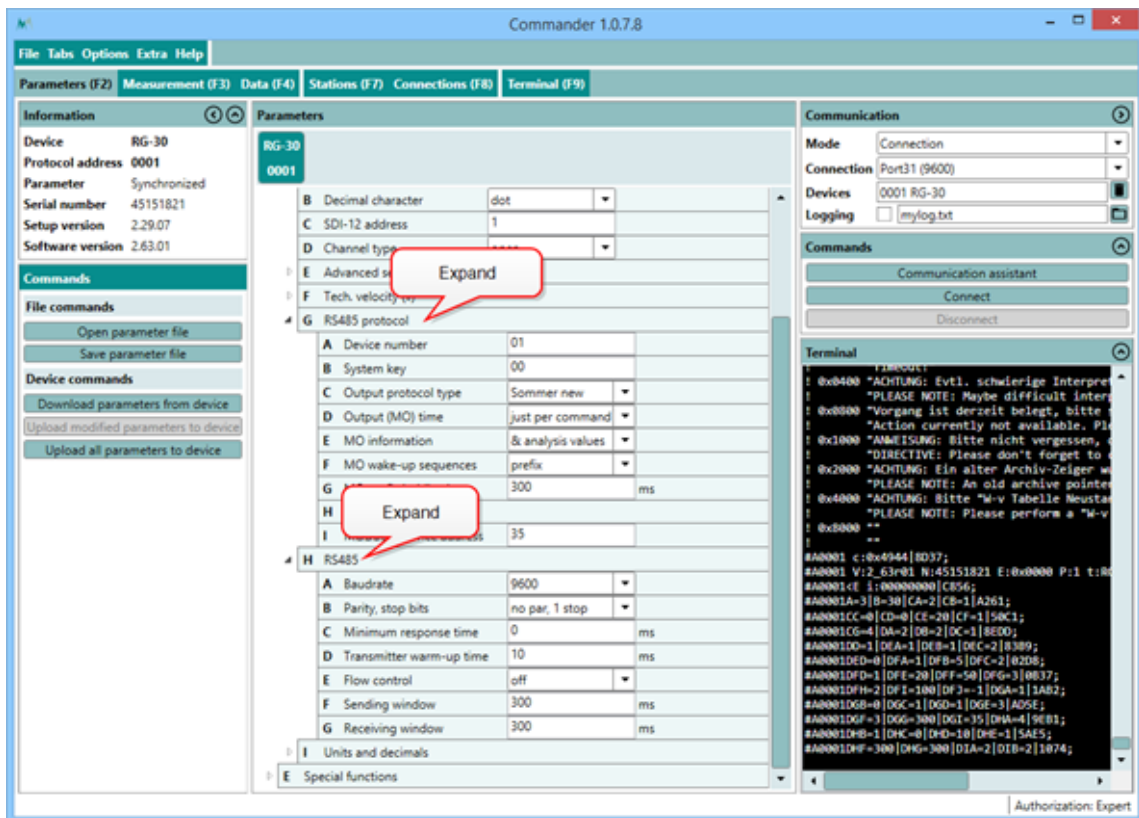 Commander 1.0.7.8
File Tabs Options Extra Help
Parameters (F2) Measurement (F3) Data (F4) Stations (F7) Connections (F8) Terminal (F9)
Information
Device RG-30
Protocol address 0001
Parameter Synchronized
Serial number 45151821
Setup version 2.29.07
Software version 2.63.01
Commands
File commands
Open parameter file
Save parameter file
Device commands
Download parameters from device
Upload modified parameters to device
Upload all parameters to device
Parameters
RG-30
0001
B Decimal character dot
C SDI-12 address 1
D Channel type
E Advanced
Expand
F Tech. velocity
G RS485 protocol
A Device number 01
B System key 00
C Output protocol type Sommer new
D Output (MO) time just per command
E MO information & analysis values
F MO wake-up sequences prefix
G 300 ms
H
Expand
I 35
H RS485
A Baudrate 9600
B Parity, stop bits no par, 1 stop
C Minimum response time 0 ms
D Transmitter warm-up time 10 ms
E Flow control off
F Sending window 300 ms
G Receiving window 300 ms
I Units and decimals
E Special functions
Communication
Mode Connection
Connection Port31 (9600)
Devices 0001 RG-30
Logging mylog.txt
Commands
Communication assistant
Connect
Disconnect
Terminal
! 0x0400 "ACHTUNG: Evtl. schwierige Interpret
! "PLEASE NOTE: Maybe difficult interp
! 0x0800 "Vorgang ist derzeit belegt, bitte
! "Action currently not available. Pl
! 0x1000 "ANWEISUNG: Bitte nicht vergessen,
! "DIRECTIVE: Please don't forget to
! 0x2000 "ACHTUNG: Ein alter Archiv-Zeiger
! "PLEASE NOTE: An old archive pointer
! 0x4000 "ACHTUNG: Bitte "W-v Tabelle Neustar
! "PLEASE NOTE: Please perform a "W-v
! 0x8000 ""
! ""
#A0001 c:0x4944|8D37;
#A0001 V:2_63r01 N:45151821 E:0x0000 P:1 t:
#A0001<E i:00000000|C856;
#A0001A=3|B=30|CA=2|CB=1|A261;
#A0001CC=0|CD=0|CE=20|CF=1|50C1;
#A0001CG=4|DA=2|DB=2|DC=1|8EDD;
#A0001DD=1|DEA=1|DEB=1|DEC=2|8389;
#A0001DED=0|DFA=1|DFB=5|DFC=2|02D8;
#A0001DFD=1|DFE=20|DFF=50|DFG=3|0B37;
#A0001DFH=2|DFI=100|DFJ=-1|DGA=1|1AB2;
#A0001DGB=0|DGC=1|DGD=1|DGE=3|AD5E;
#A0001DGF=3|DGG=300|DGI=35|DHA=4|9EB1;
#A0001DHB=1|DHC=0|DHD=10|DHE=1|5AE5;
#A0001DHF=300|DHG=300|DIA=2|DIB=2|1074;
Authorization: Expert